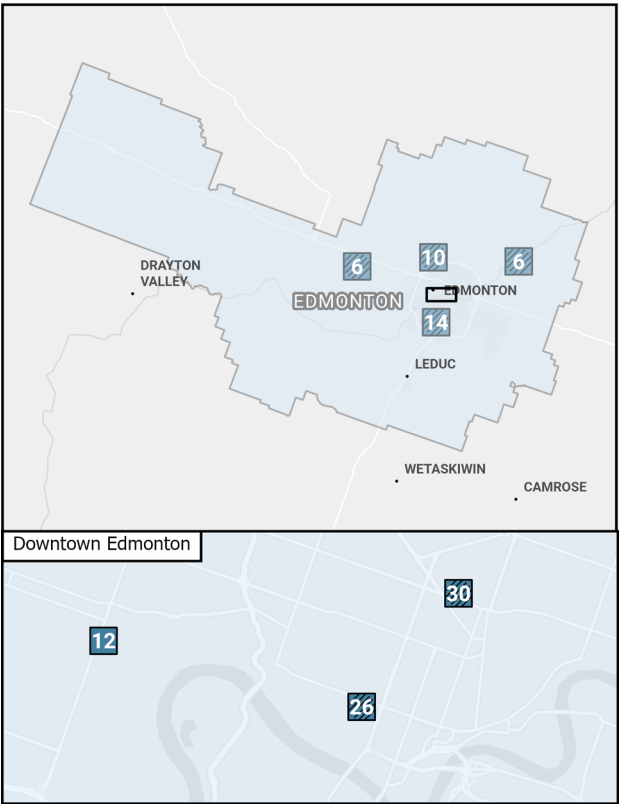 10
6
6
DRAYTON
VALLEY
EDMONTON
EDMONTON
14
LEDUC
WETASKIWIN
CAMROSE
Downtown Edmonton
30
12
26